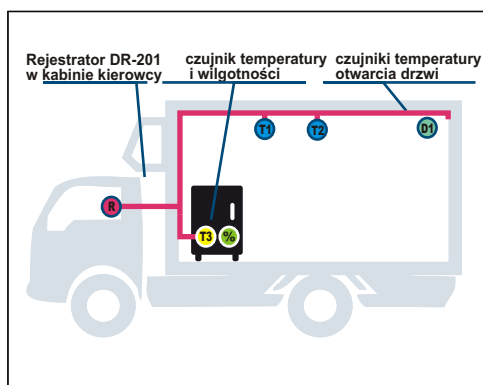 Rejestrator DR-201
w kabinie kierowcy
czujnik temperatury
i wilgotności
czujniki temperatury
otwarcia drzwi
T1
T2
D1
R
T3
%